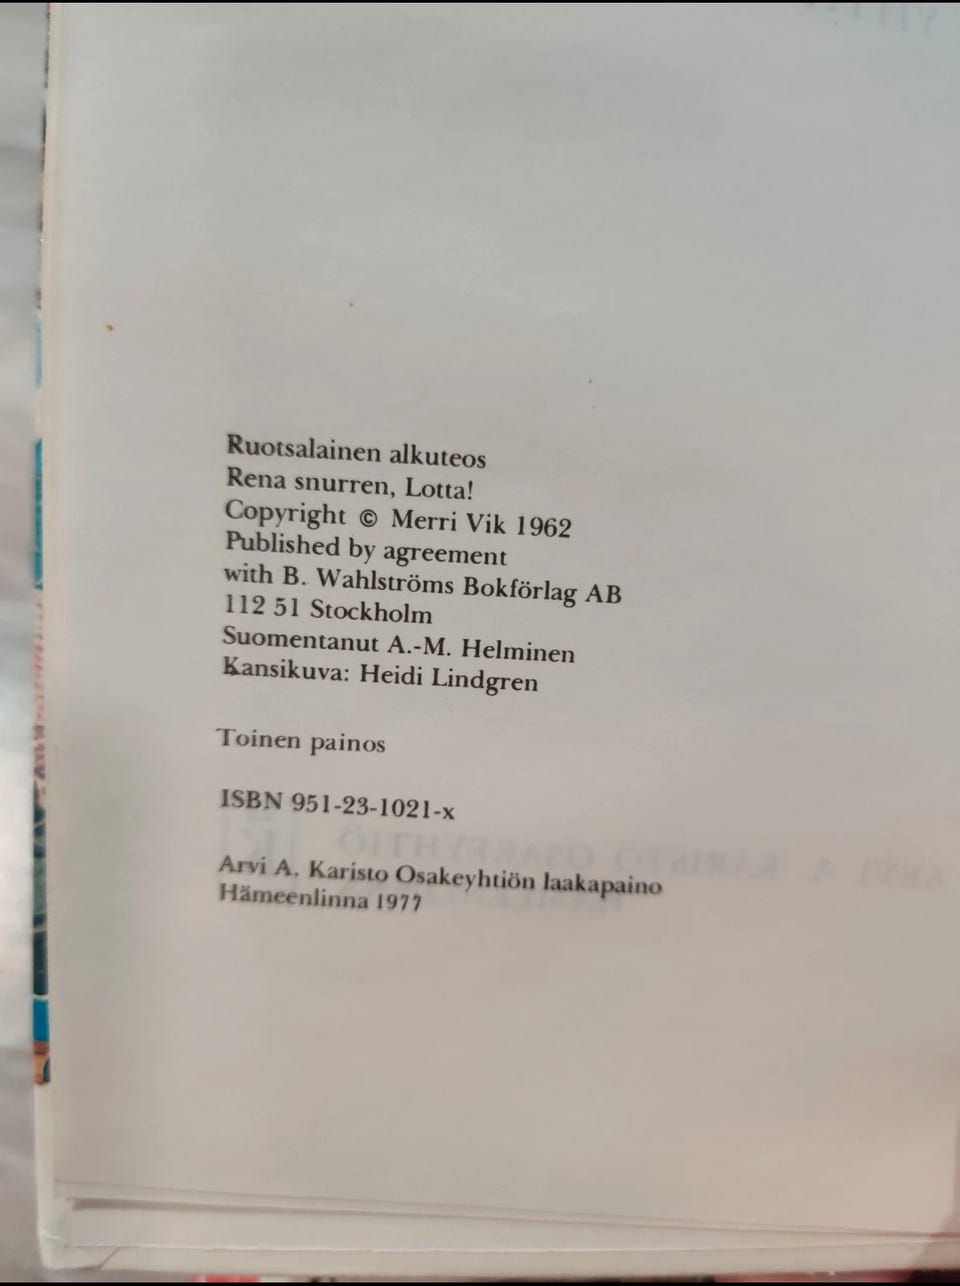 Ruotsalainen alkuteos
Rena snurren, Lotta!
Copyright © Merri Vik 1962
Published by agreement
with B. Wahlströms Bokförlag AB
112 51 Stockholm
Suomentanut A.-M. Helminen
Kansikuva: Heidi Lindgren
Toinen painos
ISBN 951-23-1021-x
Arvi A. Karisto Osakeyhtiön laakapaino
Hämeenlinna 1977